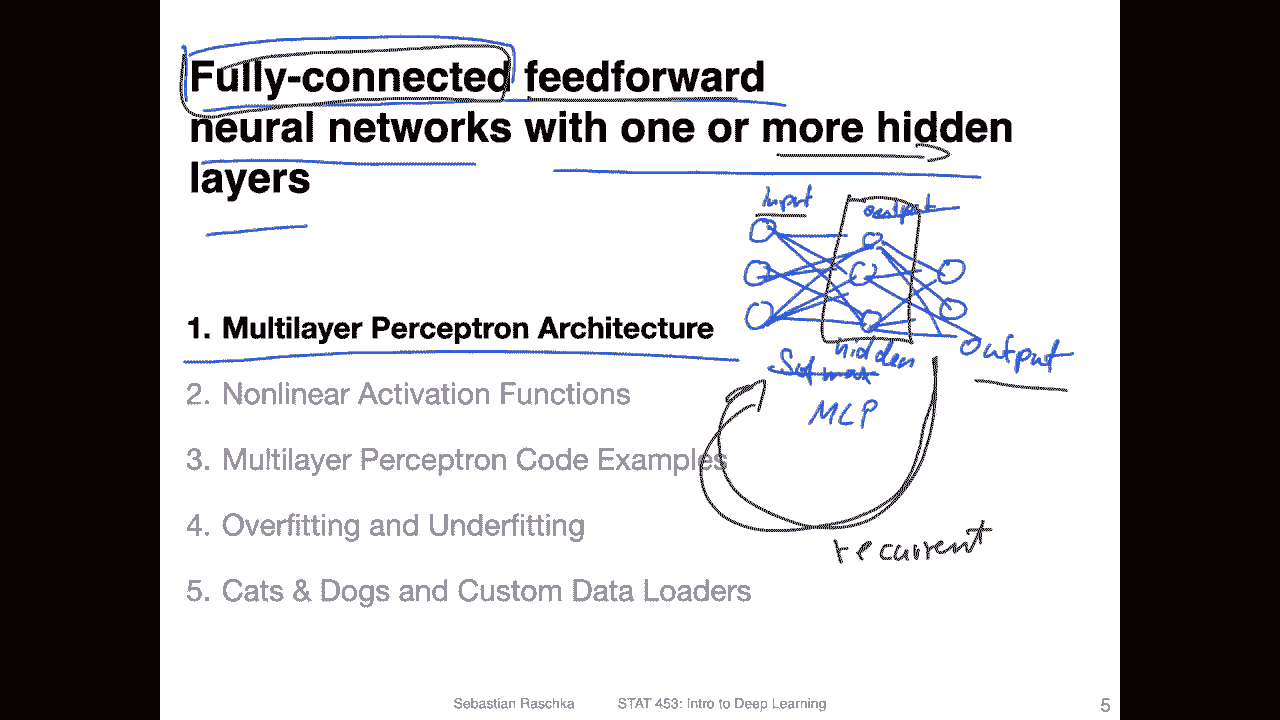 Fully-connected feedforward
neural networks with one or more hidden
layers
Input
output
hidden
output
Softmax
MLP
recurrent
1. Multilayer Perceptron Architecture
2. Nonlinear Activation Functions
3. Multilayer Perceptron Code Examples
4. Overfitting and Underfitting
5. Cats & Dogs and Custom Data Loaders
Sebastian Raschka STAT 453: Intro to Deep Learning 5